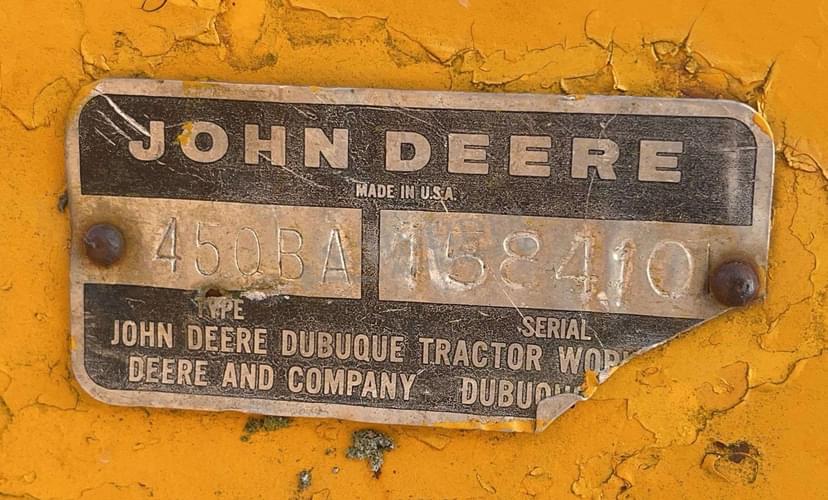 JOHN DEERE
MADE IN U.S.A.
450BA 158410
TYPE SERIAL
JOHN DEERE DUBUQUE TRACTOR WOR
DEERE AND COMPANY DUBUQU